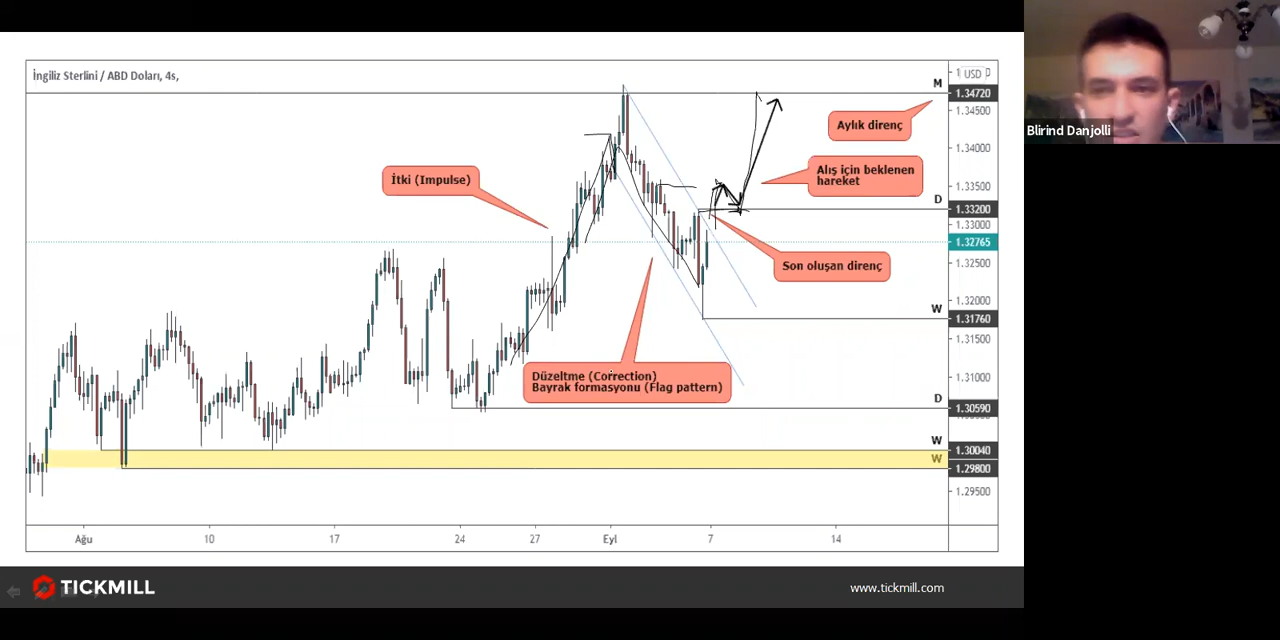 İngiliz Sterlini / ABD Doları, 4s,
USD
M
1.34720
1.34500
Aylık direnç
Blirind Danjolli
1.34000
Alış için beklenen
hareket
İtki (Impulse)
1.33500
D
1.33200
1.33000
1.32765
Son oluşan direnç
1.32500
1.32000
W
1.31760
1.31500
Düzeltme (Correction)
Bayrak formasyonu (Flag pattern)
1.31000
D
1.30590
W
1.30040
W
1.29800
1.29500
Ağu
10
17
24
27
Eyl
7
14
TICKMILL
www.tickmill.com